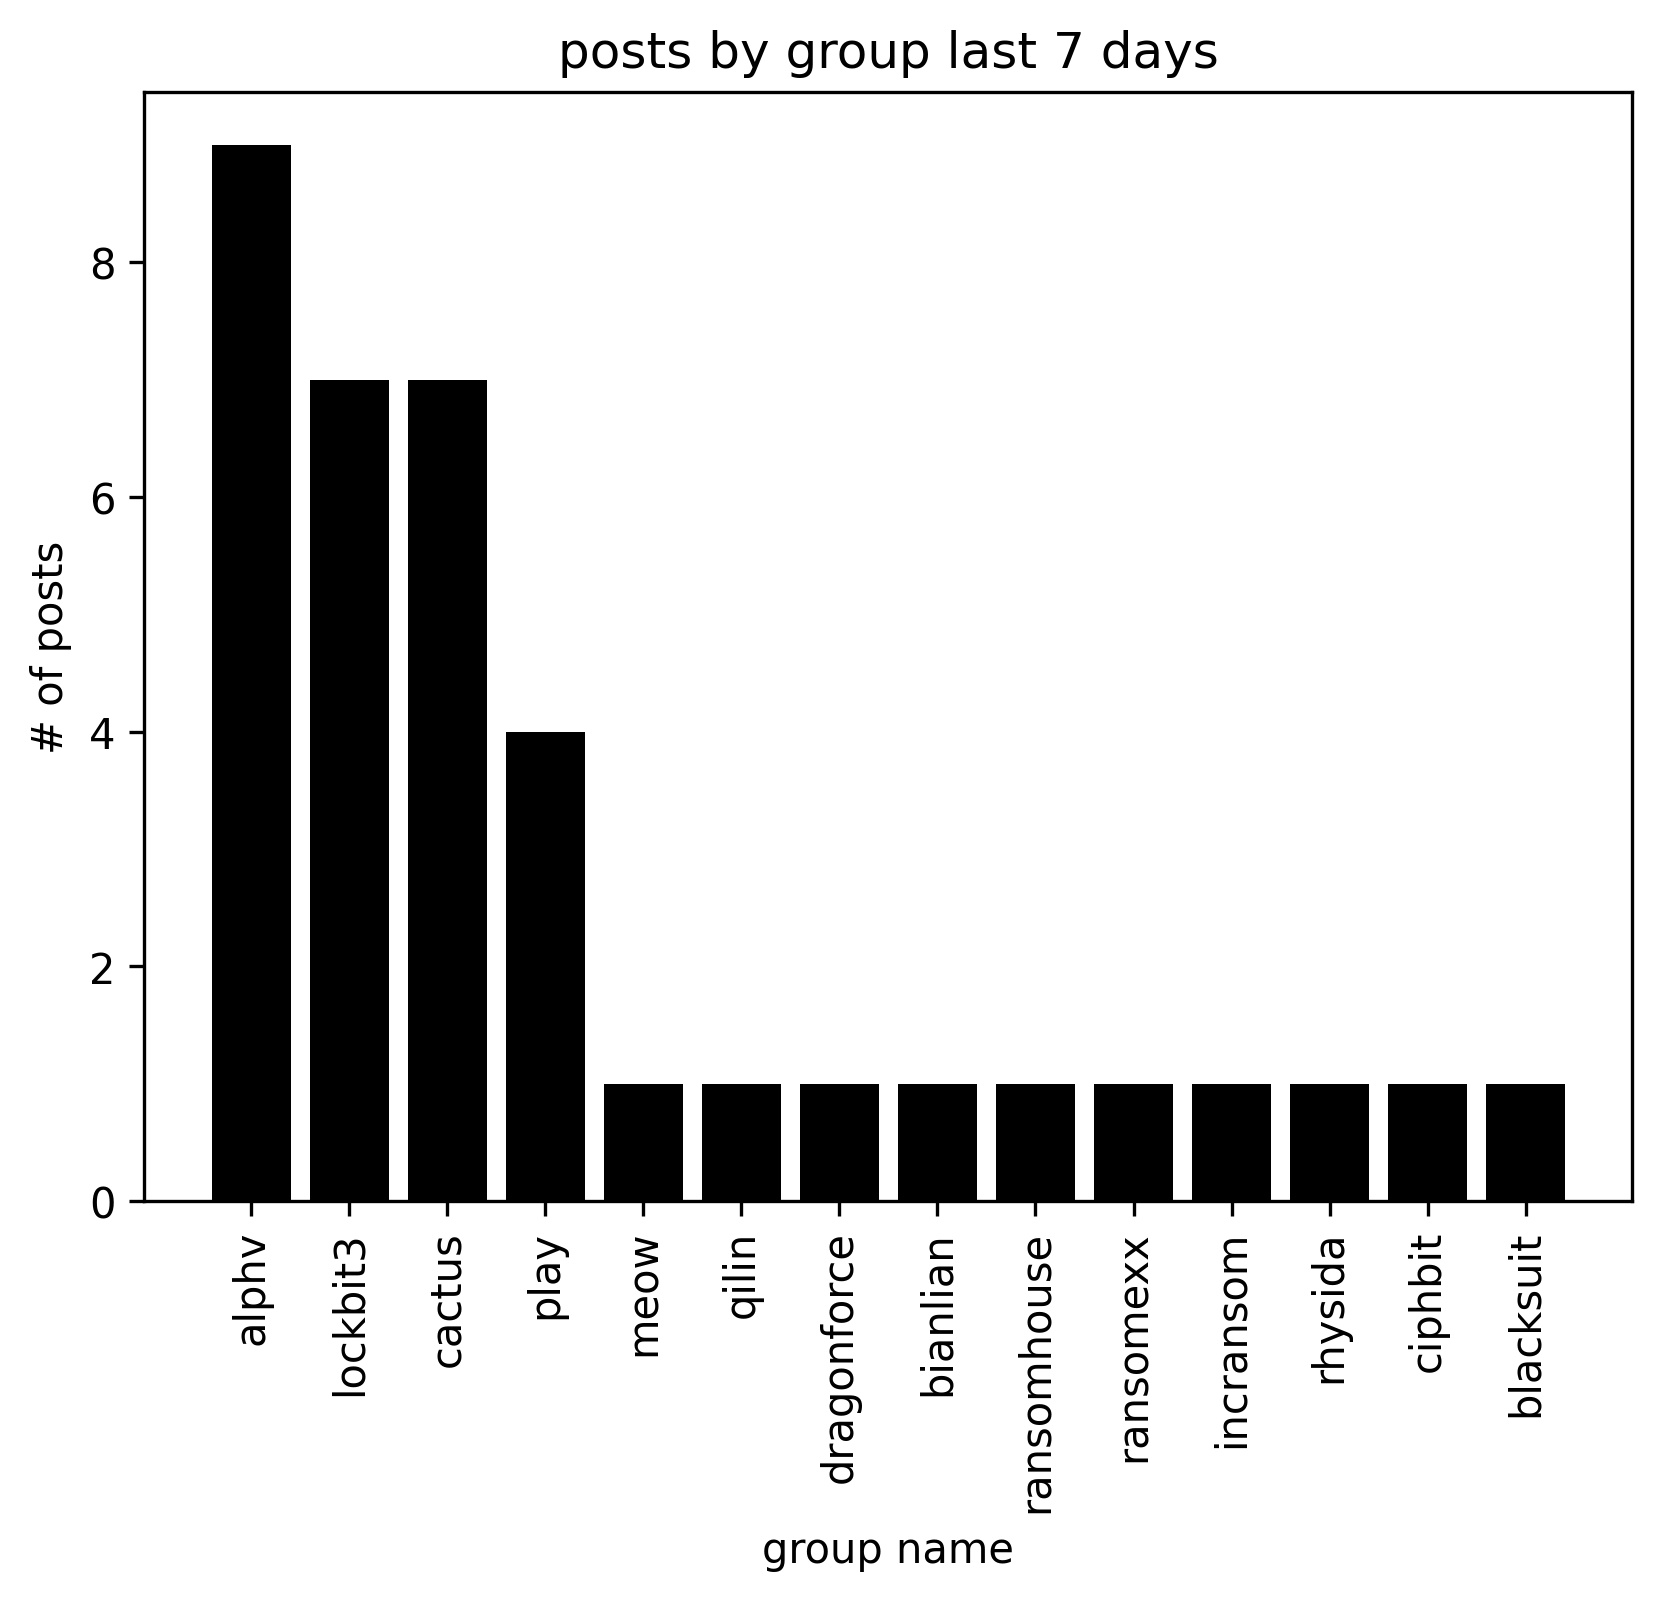 posts by group last 7 days
# of posts
8
6
4
2
0
alphv
lockbit3
cactus
play
meow
qilin
dragonforce
bianlian
ransomhouse
ransomexx
incransom
rhysida
ciphbit
blacksuit
group name